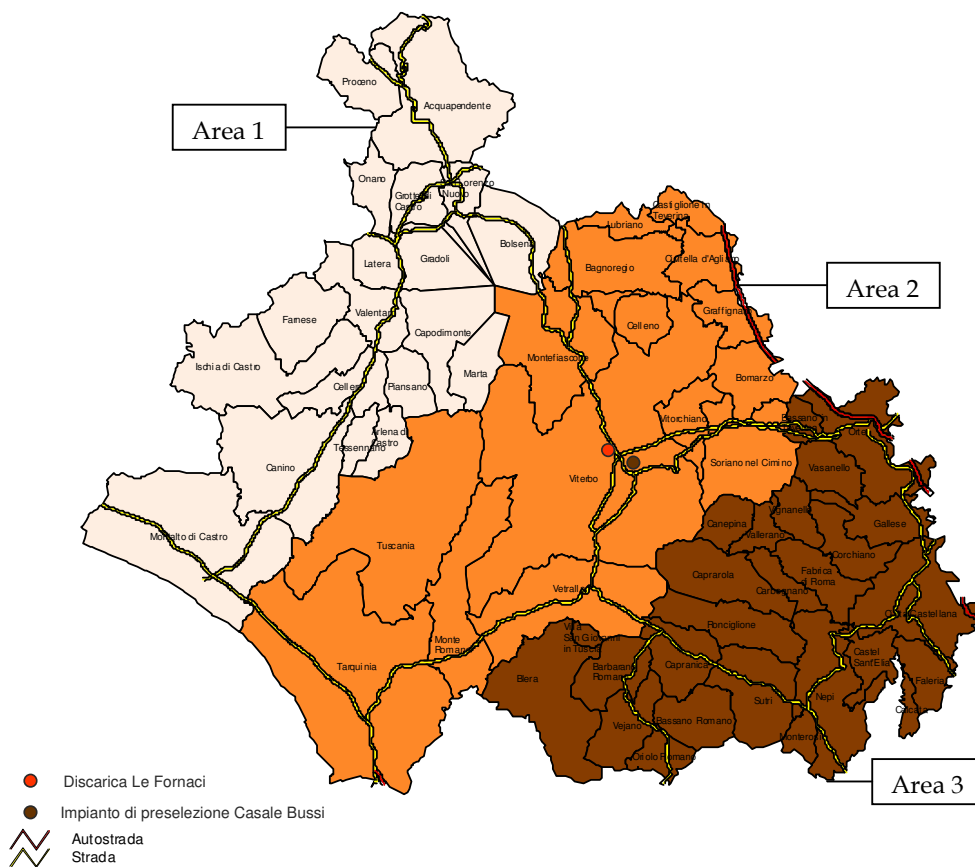 Proceno
Acquapendente
Area 1
Onano
Grotte di
Castro
Lorenzo
Nuovo
Castiglione in
Teverina
Lubriano
Bolsena
Civitella d'Agliano
Latera
Gradoli
Bagnoregio
Area 2
Farnese
Valentano
Graffignano
Capodimonte
Celleno
Ischia di Castro
Montefiascone
Marta
Bomarzo
Cellere
Piansano
Vitorchiano
Bassano in
Orte
Arlena di
Castro
Tessennano
Canino
Soriano nel Cimino
Vasanello
Viterbo
Vignanello
Gallese
Canepina
Vallerano
Montalto di Castro
Tuscania
Corchiano
Caprarola
Fabrica
di Roma
Carbognano
Vetralla
Civita Castellana
Ronciglione
Villa
San Giovanni
in Tuscia
Monte
Romano
Castel
Sant'Elia
Tarquinia
Barbarano
Romano
Capranica
Blera
Faleria
Sutri
Nepi
Calcata
Vejano
Bassano Romano
Monterosi
Oriolo Romano
Area 3
Discarica Le Fornaci
Impianto di preselezione Casale Bussi
Autostrada
Strada